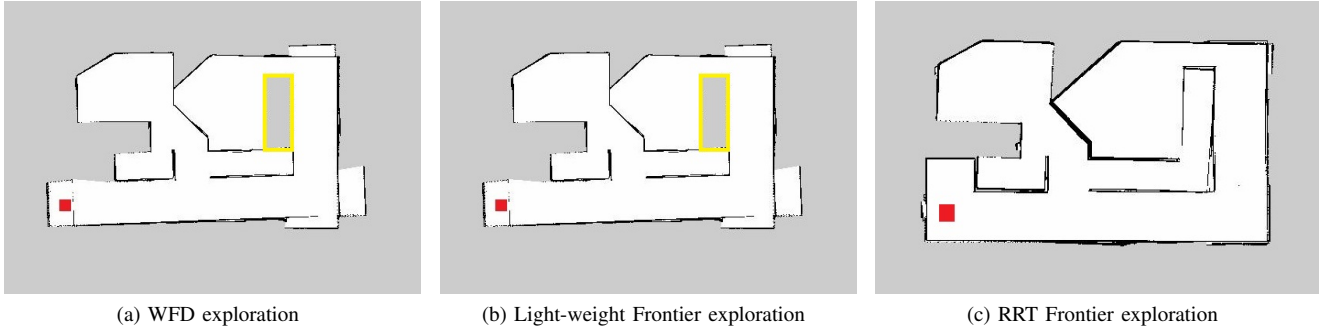 (a) WFD exploration
(b) Light-weight Frontier exploration
(c) RRT Frontier exploration